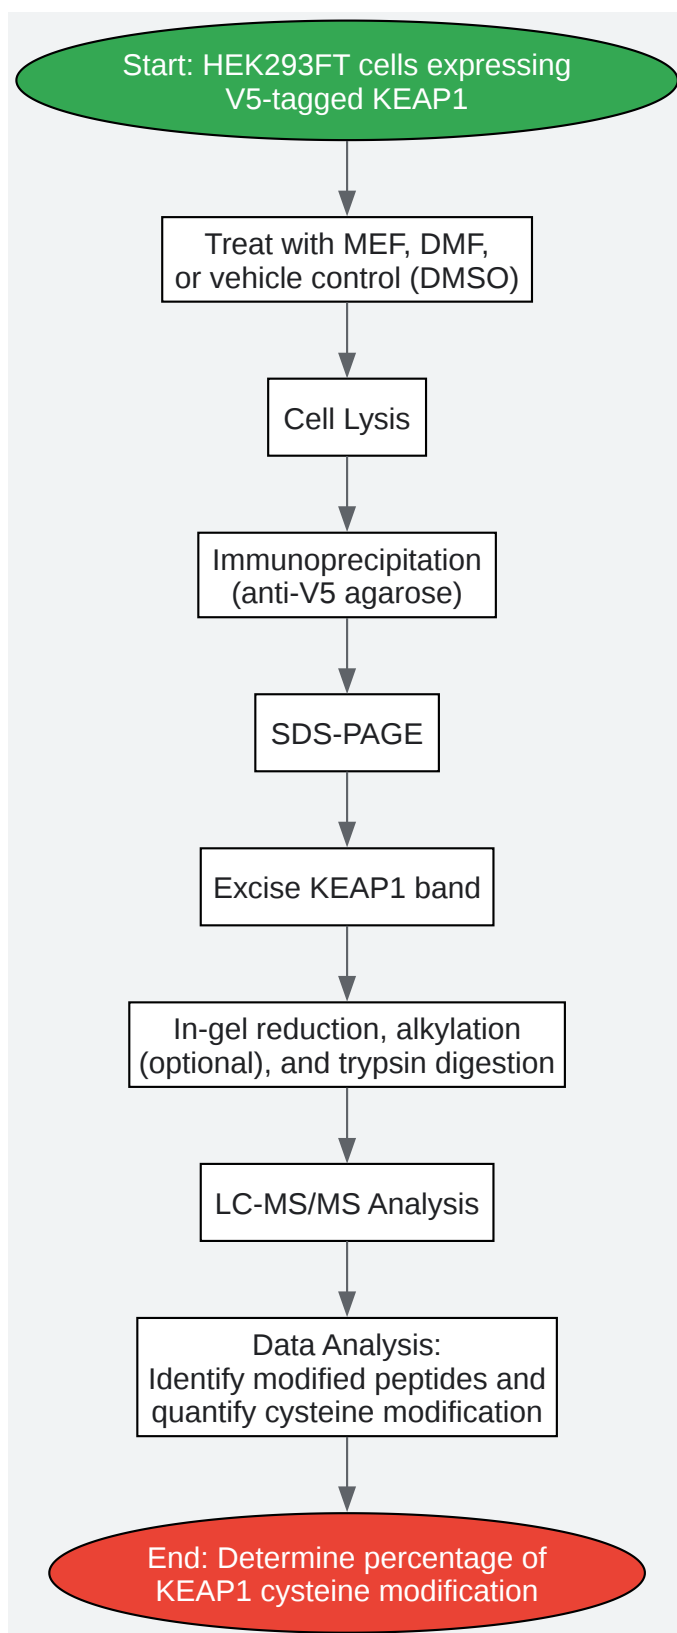 Start: HEK293FT cells expressing
V5-tagged KEAP1
Treat with MEF, DMF,
or vehicle control (DMSO)
Cell Lysis
Immunoprecipitation
(anti-V5 agarose)
SDS-PAGE
Excise KEAP1 band
In-gel reduction, alkylation
(optional), and trypsin digestion
LC-MS/MS Analysis
Data Analysis:
Identify modified peptides and
quantify cysteine modification
End: Determine percentage of
KEAP1 cysteine modification